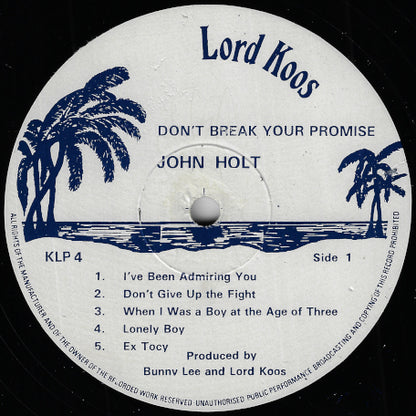 Lord Koos
DON'T BREAK YOUR PROMISE
JOHN HOLT
KLP 4
Side 1
1. I've Been Admiring You
2. Don't Give Up the Fight
3. When I Was a Boy at the Age of Three
4. Lonely Boy
5. Ex Tocy
Produced by
Bunny Lee and Lord Koos
ALL RIGHTS OF THE MANUFACTURER AND OF THE OWNER OF THE RECORDED WORK RESERVED·UNAUTHORISED PUBLIC PERFORMANCE BROADCASTING AND COPYING OF THIS RECORD PROHIBITED